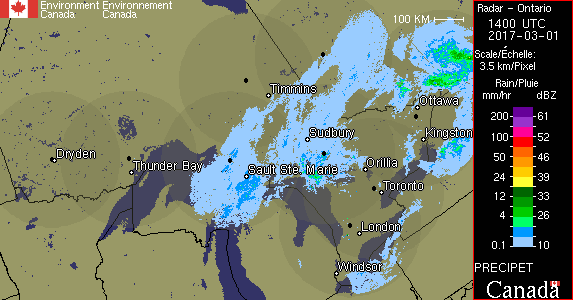 Environment Environnement
Canada Canada
100 KM
Timmins
Ottawa
Sudbury
Kingston
Dryden
Thunder Bay
Sault Ste. Marie
Orillia
Toronto
London
Windsor
Radar - Ontario
1400 UTC
2017-03-01
Scale/Échelle:
3.5 km/Pixel
Rain/Pluie
mm/hr dBZ
200 61
100 52
50 46
24 39
12 33
4 26
0.1 10
PRECIPET
Canada